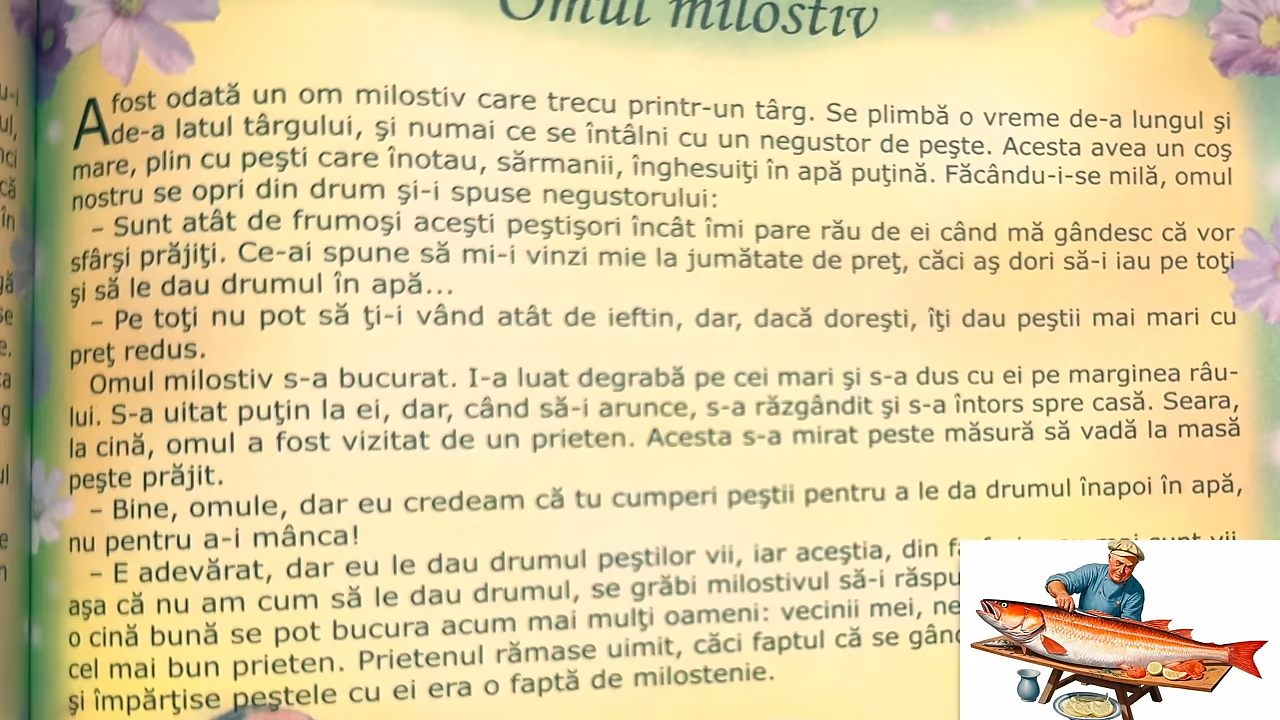 Omul milostiv
A fost odată un om milostiv care trecu printr-un târg. Se plimbă o vreme de-a lungul şi
de-a latul târgului, şi numai ce se întâlni cu un negustor de peşte. Acesta avea un coş
mare, plin cu peşti care înotau, sărmanii, înghesuiţi în apă puţină. Făcându-i-se milă, omul
nostru se opri din drum şi-i spuse negustorului:
– Sunt atât de frumoşi aceşti peştişori încât îmi pare rău de ei când mă gândesc că vor
sfârşi prăjiţi. Ce-ai spune să mi-i vinzi mie la jumătate de preţ, căci aş dori să-i iau pe toţi
şi să le dau drumul în apă...
– Pe toţi nu pot să ţi-i vând atât de ieftin, dar, dacă doreşti, îţi dau peştii mai mari cu
preţ redus.
Omul milostiv s-a bucurat. I-a luat degrabă pe cei mari şi s-a dus cu ei pe marginea râu-
lui. S-a uitat puţin la ei, dar, când să-i arunce, s-a răzgândit şi s-a întors spre casă. Seara,
la cină, omul a fost vizitat de un prieten. Acesta s-a mirat peste măsură să vadă la masă
peşte prăjit.
– Bine, omule, dar eu credeam că tu cumperi peştii pentru a le da drumul înapoi în apă,
nu pentru a-i mânca!
– E adevărat, dar eu le dau drumul peştilor vii, iar aceştia, din
aşa că nu am cum să le dau drumul, se grăbi milostivul să-i
o cină bună se pot bucura acum mai mulţi oameni: vecinii mei,
cel mai bun prieten. Prietenul rămase uimit, căci faptul că se
şi împărţise peştele cu ei era o faptă de milostenie.